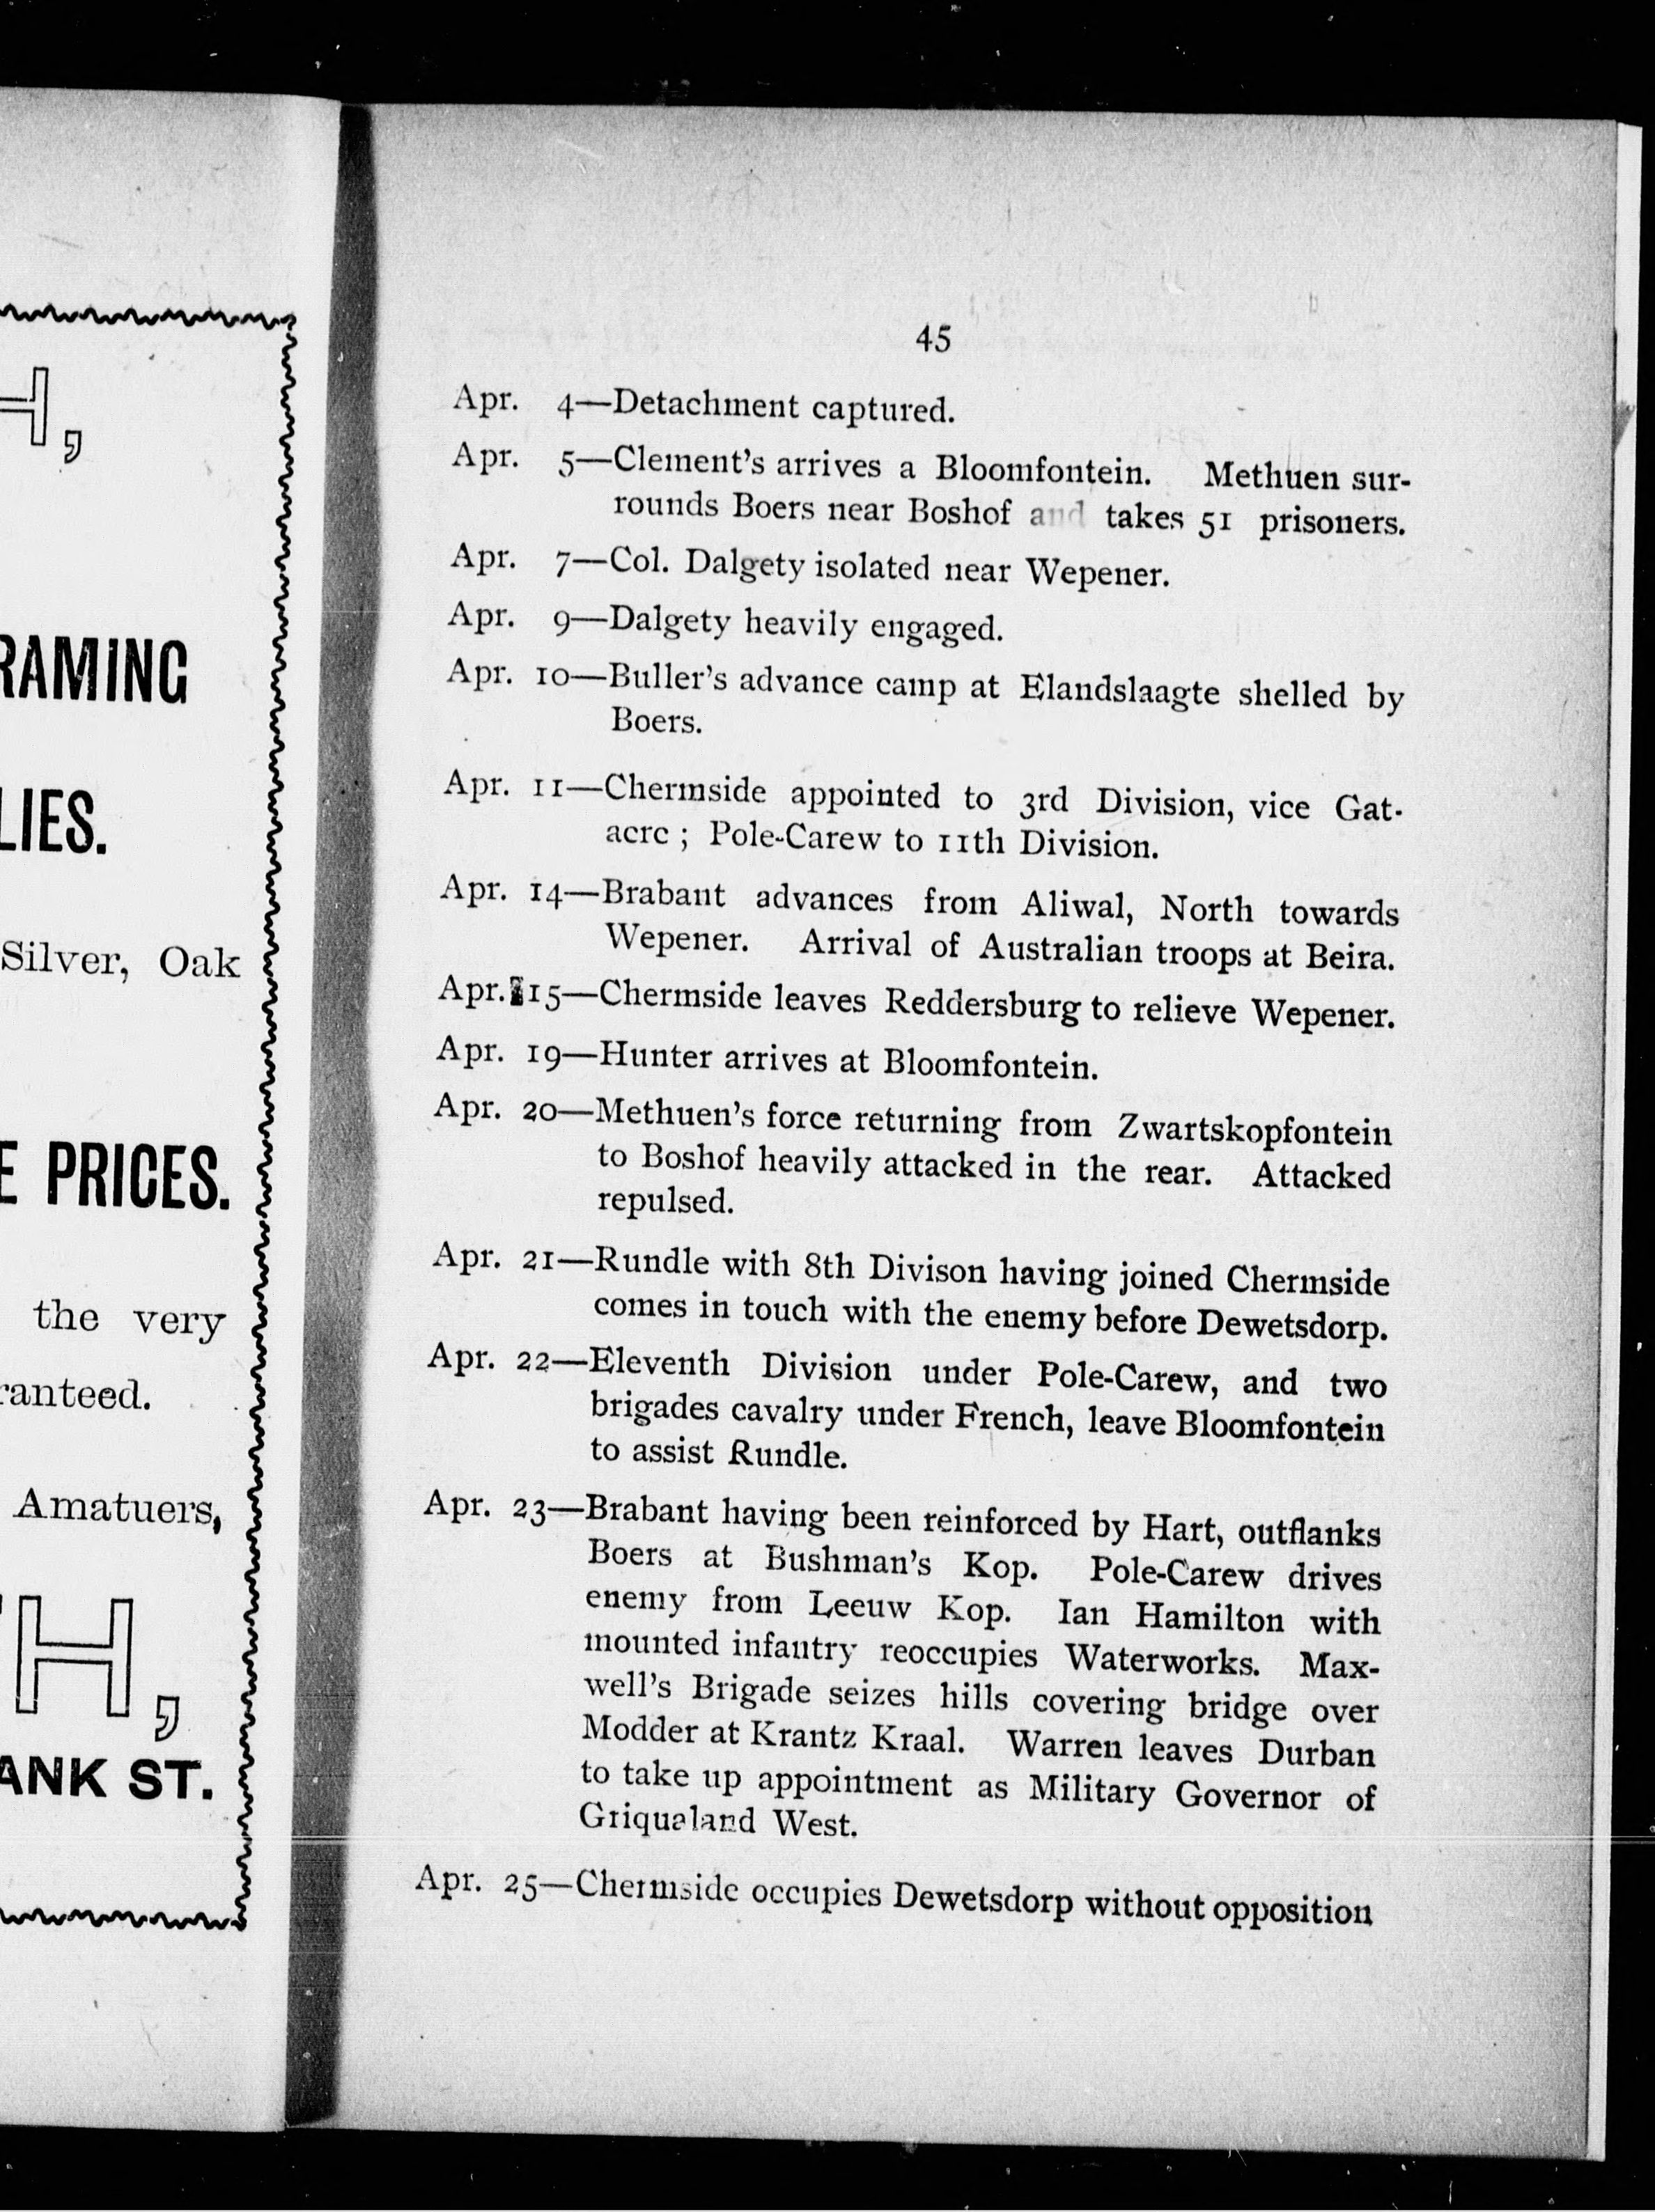 H,
RAMING
LIES.
Silver, Oak
E PRICES.
the very
ranteed.
Amatuers,
H,
ANK ST.
45
Apr. 4—Detachment captured.
Apr. 5—Clement's arrives a Bloomfontein. Methuen sur-
rounds Boers near Boshof and takes 51 prisoners.
Apr. 7—Col. Dalgety isolated near Wepener.
Apr. 9—Dalgety heavily engaged.
Apr. 10—Buller's advance camp at Elandslaagte shelled by
Boers.
Apr. 11—Chermside appointed to 3rd Division, vice Gat-
acre ; Pole-Carew to 11th Division.
Apr. 14—Brabant advances from Aliwal, North towards
Wepener. Arrival of Australian troops at Beira.
Apr. 15—Chermside leaves Reddersburg to relieve Wepener.
Apr. 19—Hunter arrives at Bloomfontein.
Apr. 20—Methuen's force returning from Zwartskopfontein
to Boshof heavily attacked in the rear. Attacked
repulsed.
Apr. 21—Rundle with 8th Divison having joined Chermside
comes in touch with the enemy before Dewetsdorp.
Apr. 22—Eleventh Division under Pole-Carew, and two
brigades cavalry under French, leave Bloomfontein
to assist Rundle.
Apr. 23—Brabant having been reinforced by Hart, outflanks
Boers at Bushman's Kop. Pole-Carew drives
enemy from Leeuw Kop. Ian Hamilton with
mounted infantry reoccupies Waterworks. Max-
well's Brigade seizes hills covering bridge over
Modder at Krantz Kraal. Warren leaves Durban
to take up appointment as Military Governor of
Griqualand West.
Apr. 25—Chermside occupies Dewetsdorp without opposition